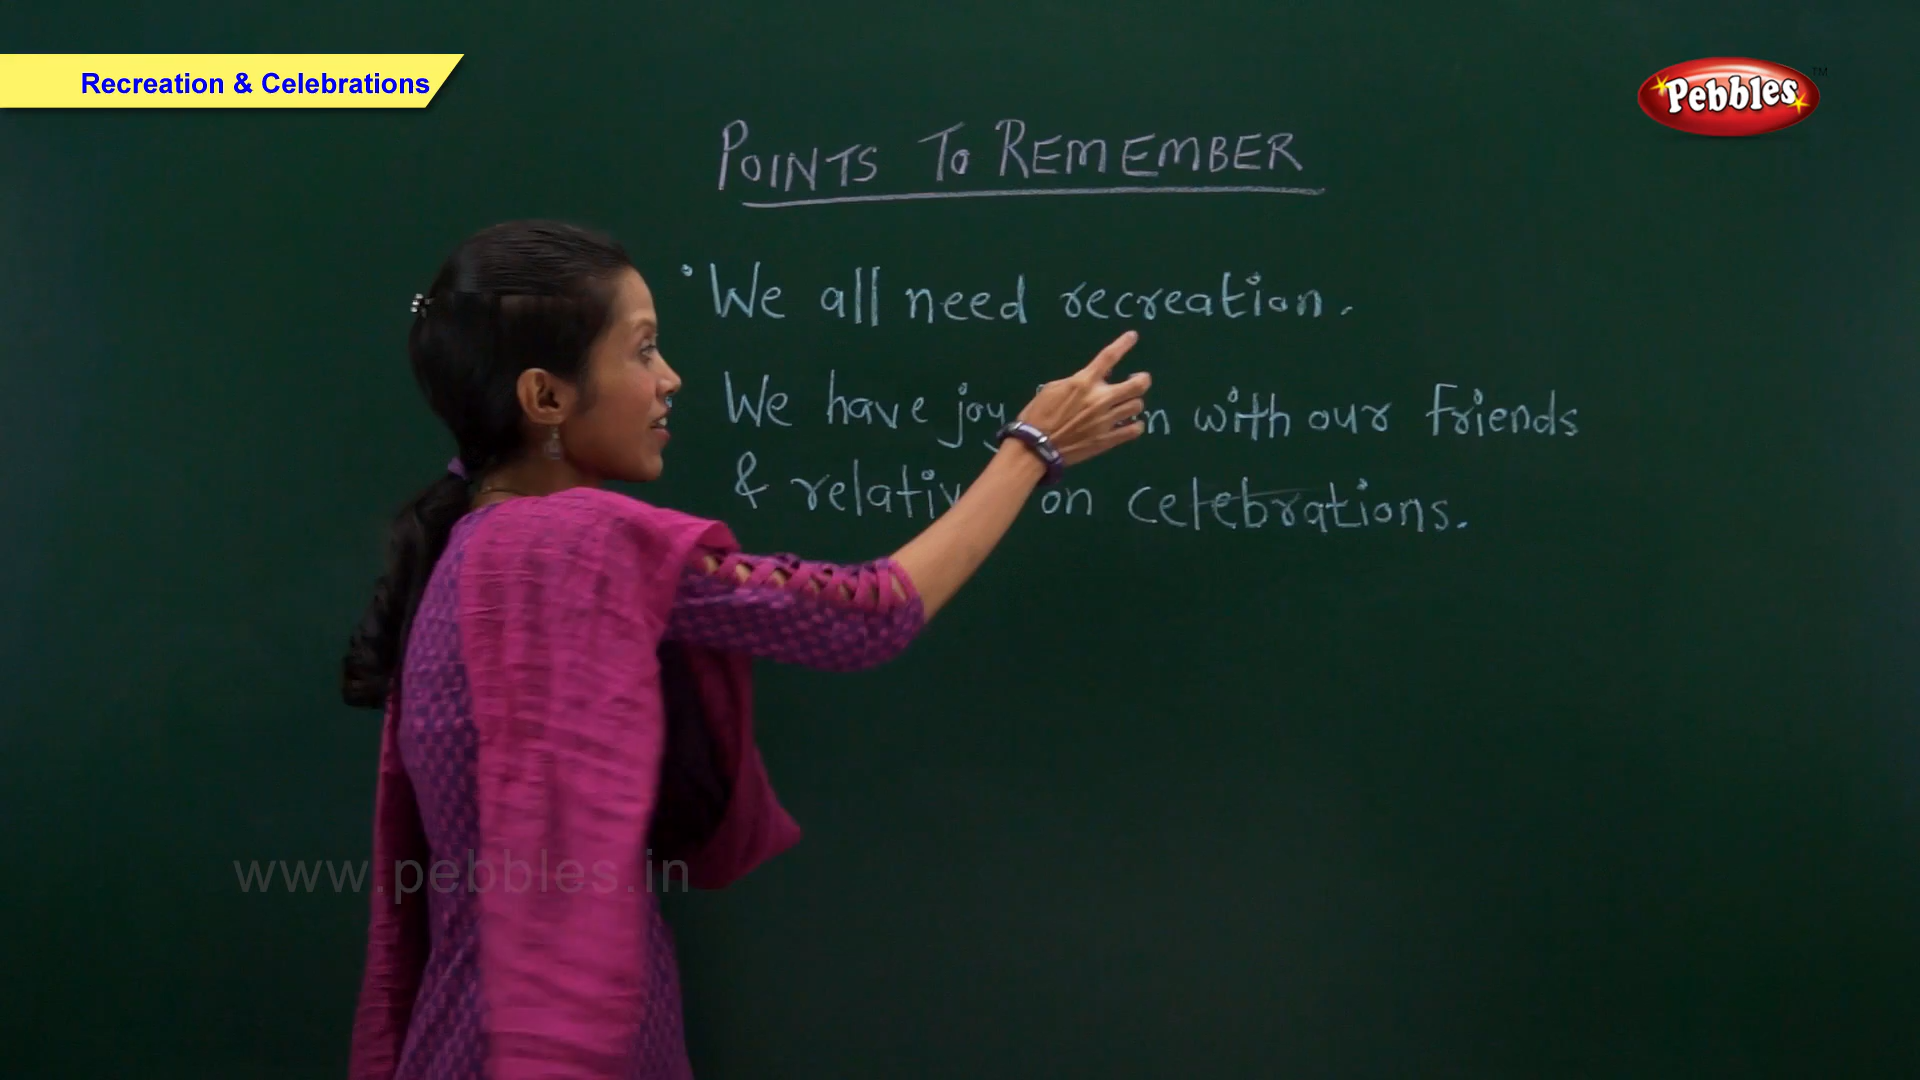 Recreation & Celebrations
Pebbles TM
POINTS TO REMEMBER
• We all need recreation.
We have joy with our friends
& on celebrations.
www.pebbles.in